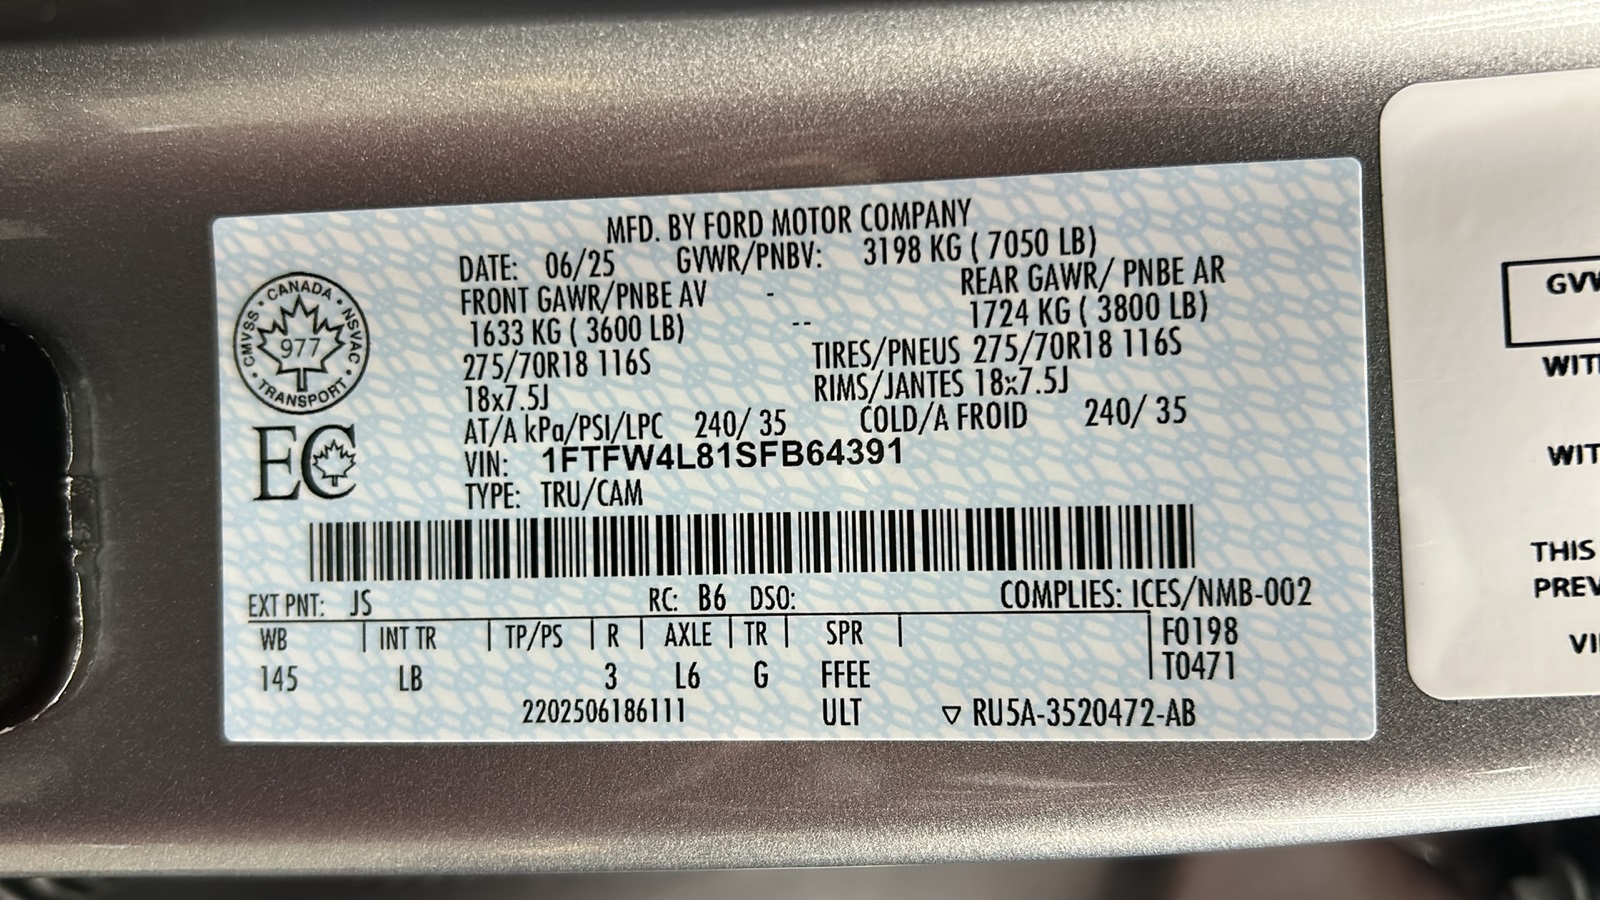 MFD. BY FORD MOTOR COMPANY
DATE: 06/25 GVWR/PNBV: 3198 KG ( 7050 LB)
FRONT GAWR/PNBE AV - REAR GAWR/ PNBE AR
1633 KG ( 3600 LB) -- 1724 KG ( 3800 LB)
275/70R18 116S TIRES/PNEUS 275/70R18 116S
18x7.5J RIMS/JANTES 18x7.5J
AT/A kPa/PSI/LPC 240/ 35 COLD/A FROID 240/ 35
VIN: 1FTFW4L81SFB64391
TYPE: TRU/CAM
CANADA
CMVSS NSVAC
977
TRANSPORT
EC
EXT PNT: JS RC: B6 DSO: COMPLIES: ICES/NMB-002
WB | INT TR | TP/PS | R | AXLE | TR | SPR | F0198
T0471
145 LB 3 L6 G FFEE
2202506186111 ULT ▽ RU5A-3520472-AB
GVW
WITH
WIT
THIS
PREV
VI